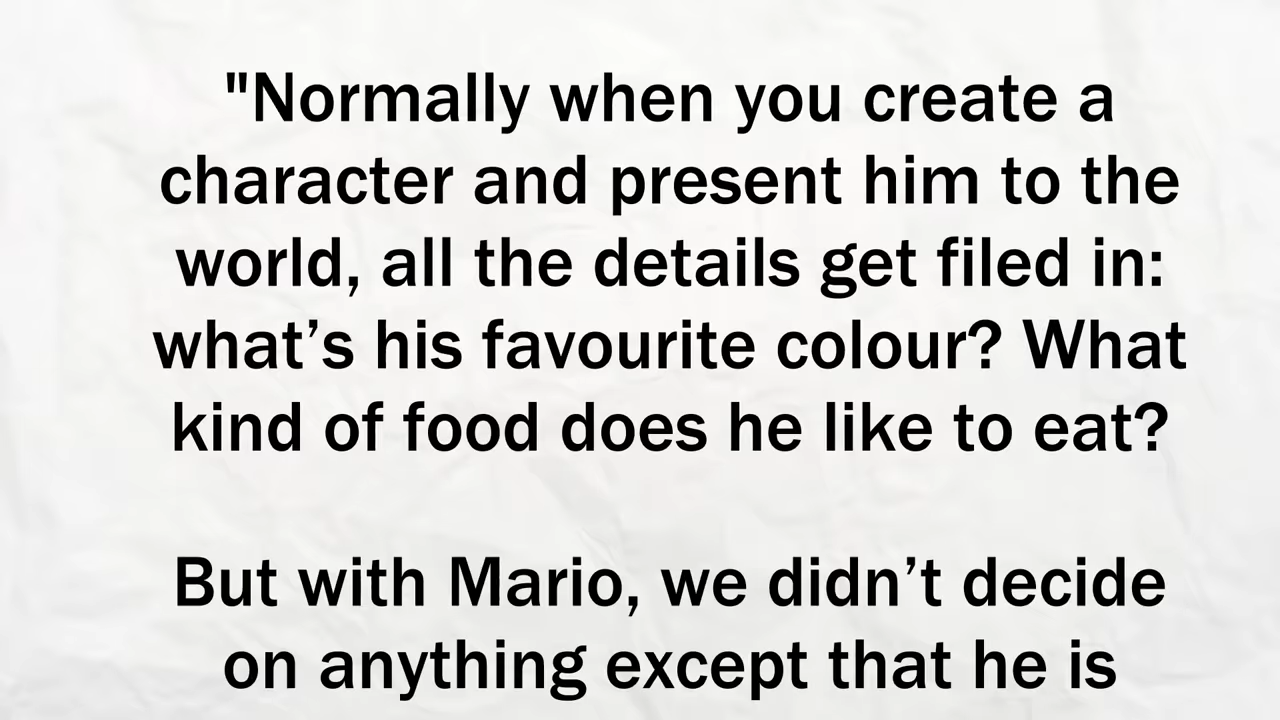 "Normally when you create a
character and present him to the
world, all the details get filed in:
what’s his favourite colour? What
kind of food does he like to eat?
But with Mario, we didn’t decide
on anything except that he is